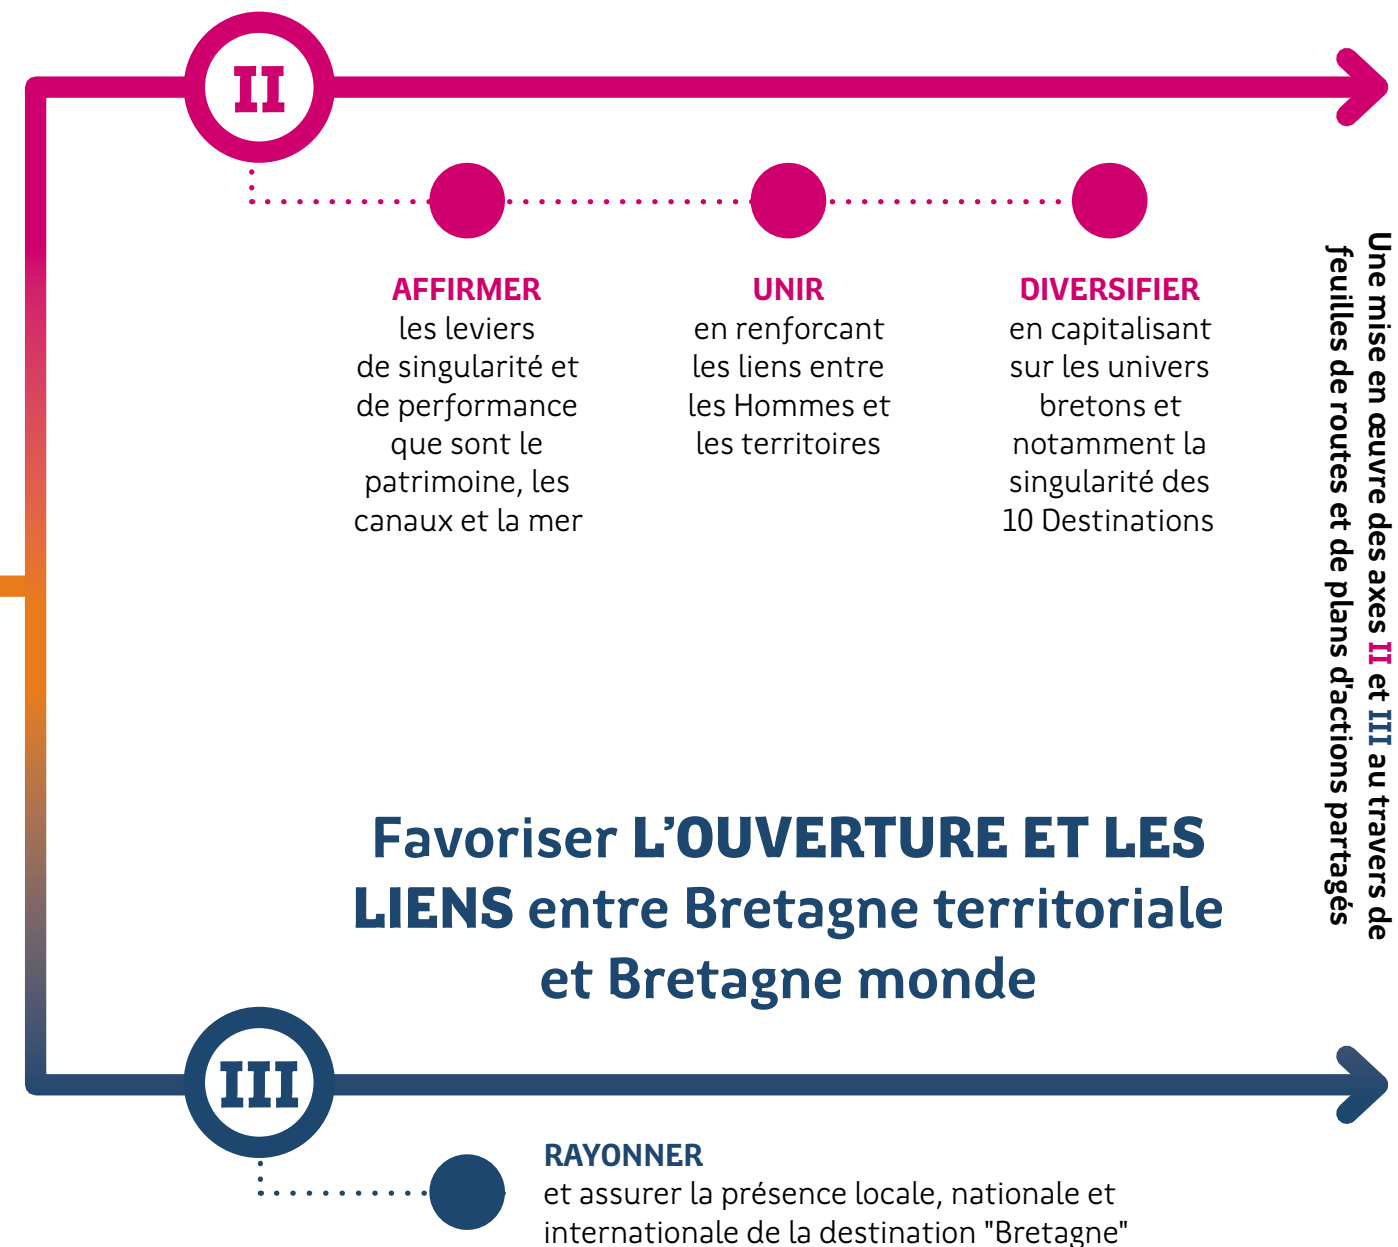 II
AFFIRMER
les leviers
de singularité et
de performance
que sont le
patrimoine, les
canaux et la mer
UNIR
en renforcant
les liens entre
les Hommes et
les territoires
DIVERSIFIER
en capitalisant
sur les univers
bretons et
notamment la
singularité des
10 Destinations
Une mise en œuvre des axes II et III au travers de
feuilles de routes et de plans d'actions partagés
Favoriser L’OUVERTURE ET LES
LIENS entre Bretagne territoriale
et Bretagne monde
III
RAYONNER
et assurer la présence locale, nationale et
internationale de la destination "Bretagne"